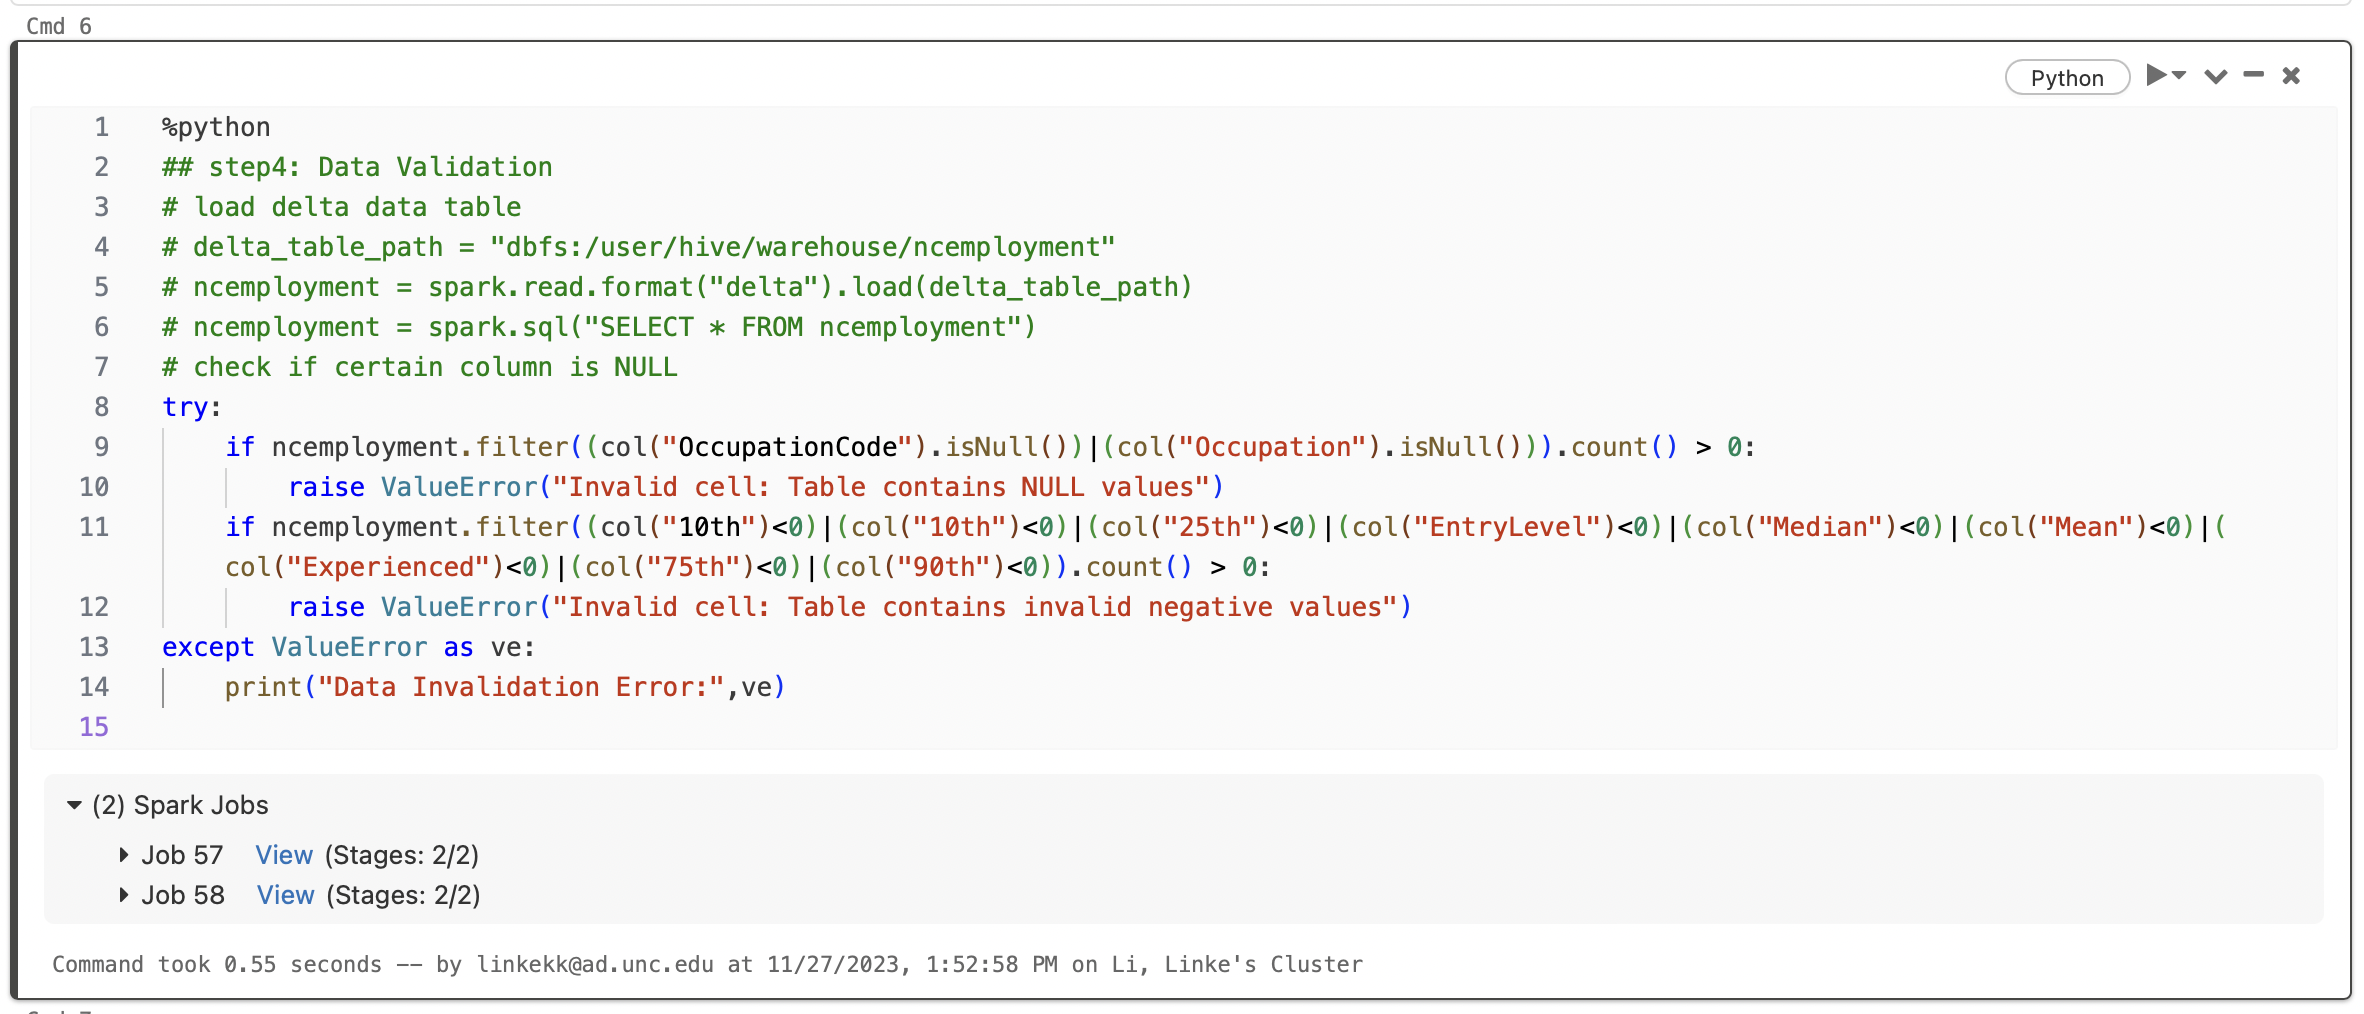 Cmd 6
Python
1 %python
2 ## step4: Data Validation
3 # load delta data table
4 # delta_table_path = "dbfs:/user/hive/warehouse/ncemployment"
5 # ncemployment = spark.read.format("delta").load(delta_table_path)
6 # ncemployment = spark.sql("SELECT * FROM ncemployment")
7 # check if certain column is NULL
8 try:
9 if ncemployment.filter((col("OccupationCode").isNull())|(col("Occupation").isNull())).count() > 0:
10 raise ValueError("Invalid cell: Table contains NULL values")
11 if ncemployment.filter((col("10th")<0)|(col("10th")<0)|(col("25th")<0)|(col("EntryLevel")<0)|(col("Median")<0)|(col("Mean")<0)|(
col("Experienced")<0)|(col("75th")<0)|(col("90th")<0)).count() > 0:
12 raise ValueError("Invalid cell: Table contains invalid negative values")
13 except ValueError as ve:
14 print("Data Invalidation Error:",ve)
15
(2) Spark Jobs
Job 57 View (Stages: 2/2)
Job 58 View (Stages: 2/2)
Command took 0.55 seconds -- by linkekk@ad.unc.edu at 11/27/2023, 1:52:58 PM on Li, Linke's Cluster